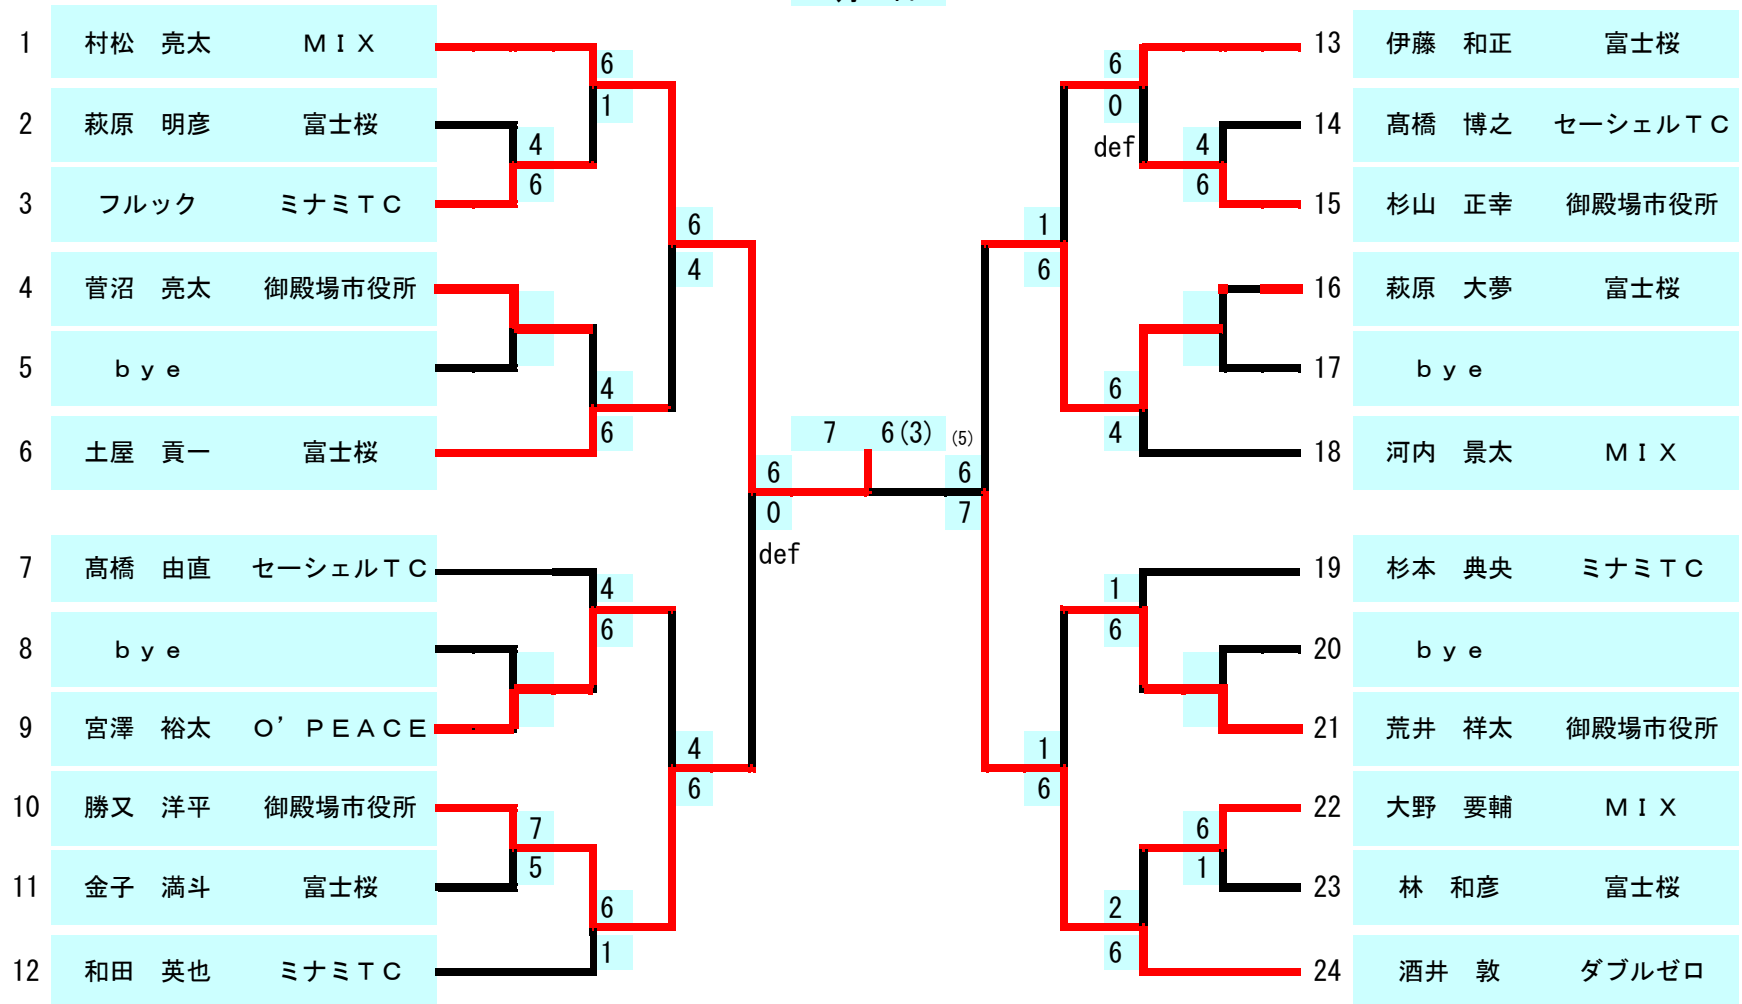 1 村松 亮太 ＭＩＸ
2 萩原 明彦 富士桜
3 フルック ミナミＴＣ
4 菅沼 亮太 御殿場市役所
5 ｂｙｅ
6 土屋 貢一 富士桜
7 髙橋 由直 セーシェルＴＣ
8 ｂｙｅ
9 宮澤 裕太 Ｏ’ＰＥＡＣＥ
10 勝又 洋平 御殿場市役所
11 金子 満斗 富士桜
12 和田 英也 ミナミＴＣ
6
1
4
6
4
6
4
6
7
5
6
1
6
4
4
6
6
0
def
7 6(3) (5)
6
7
1
6
1
6
6
0
def
4
6
6
4
1
6
6
1
2
6
13 伊藤 和正 富士桜
14 髙橋 博之 セーシェルＴＣ
15 杉山 正幸 御殿場市役所
16 萩原 大夢 富士桜
17 ｂｙｅ
18 河内 景太 ＭＩＸ
19 杉本 典央 ミナミＴＣ
20 ｂｙｅ
21 荒井 祥太 御殿場市役所
22 大野 要輔 ＭＩＸ
23 林 和彦 富士桜
24 酒井 敦 ダブルゼロ